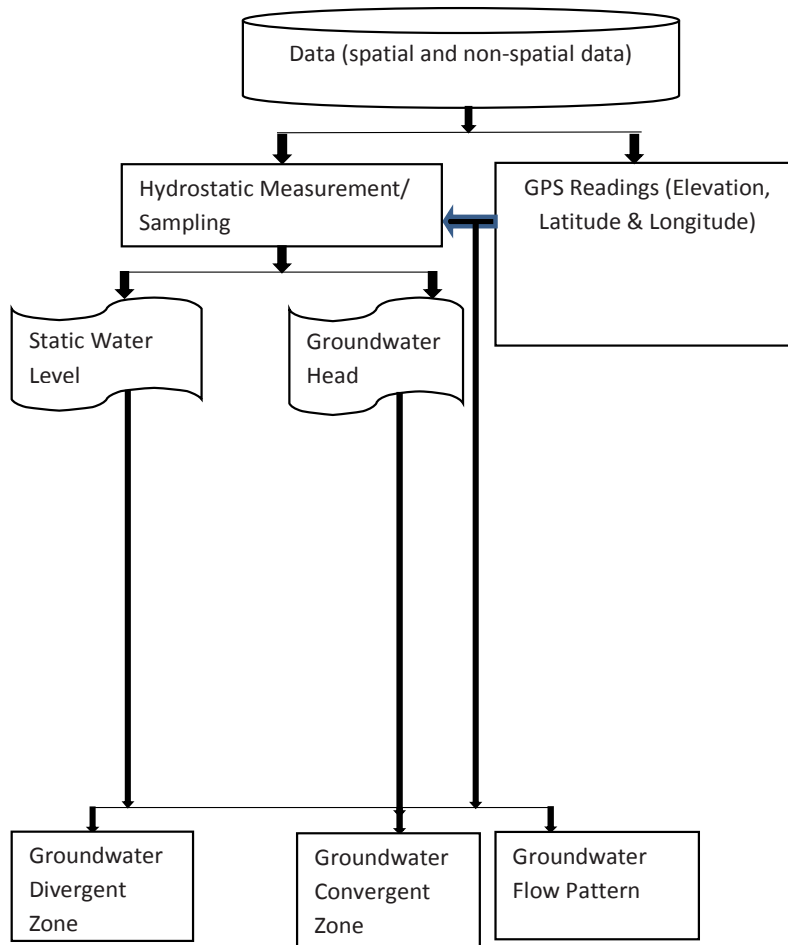 Data (spatial and non-spatial data)
Hydrostatic Measurement/
Sampling
GPS Readings (Elevation,
Latitude & Longitude)
Static Water
Level
Groundwater
Head
Groundwater
Divergent
Zone
Groundwater
Convergent
Zone
Groundwater
Flow Pattern